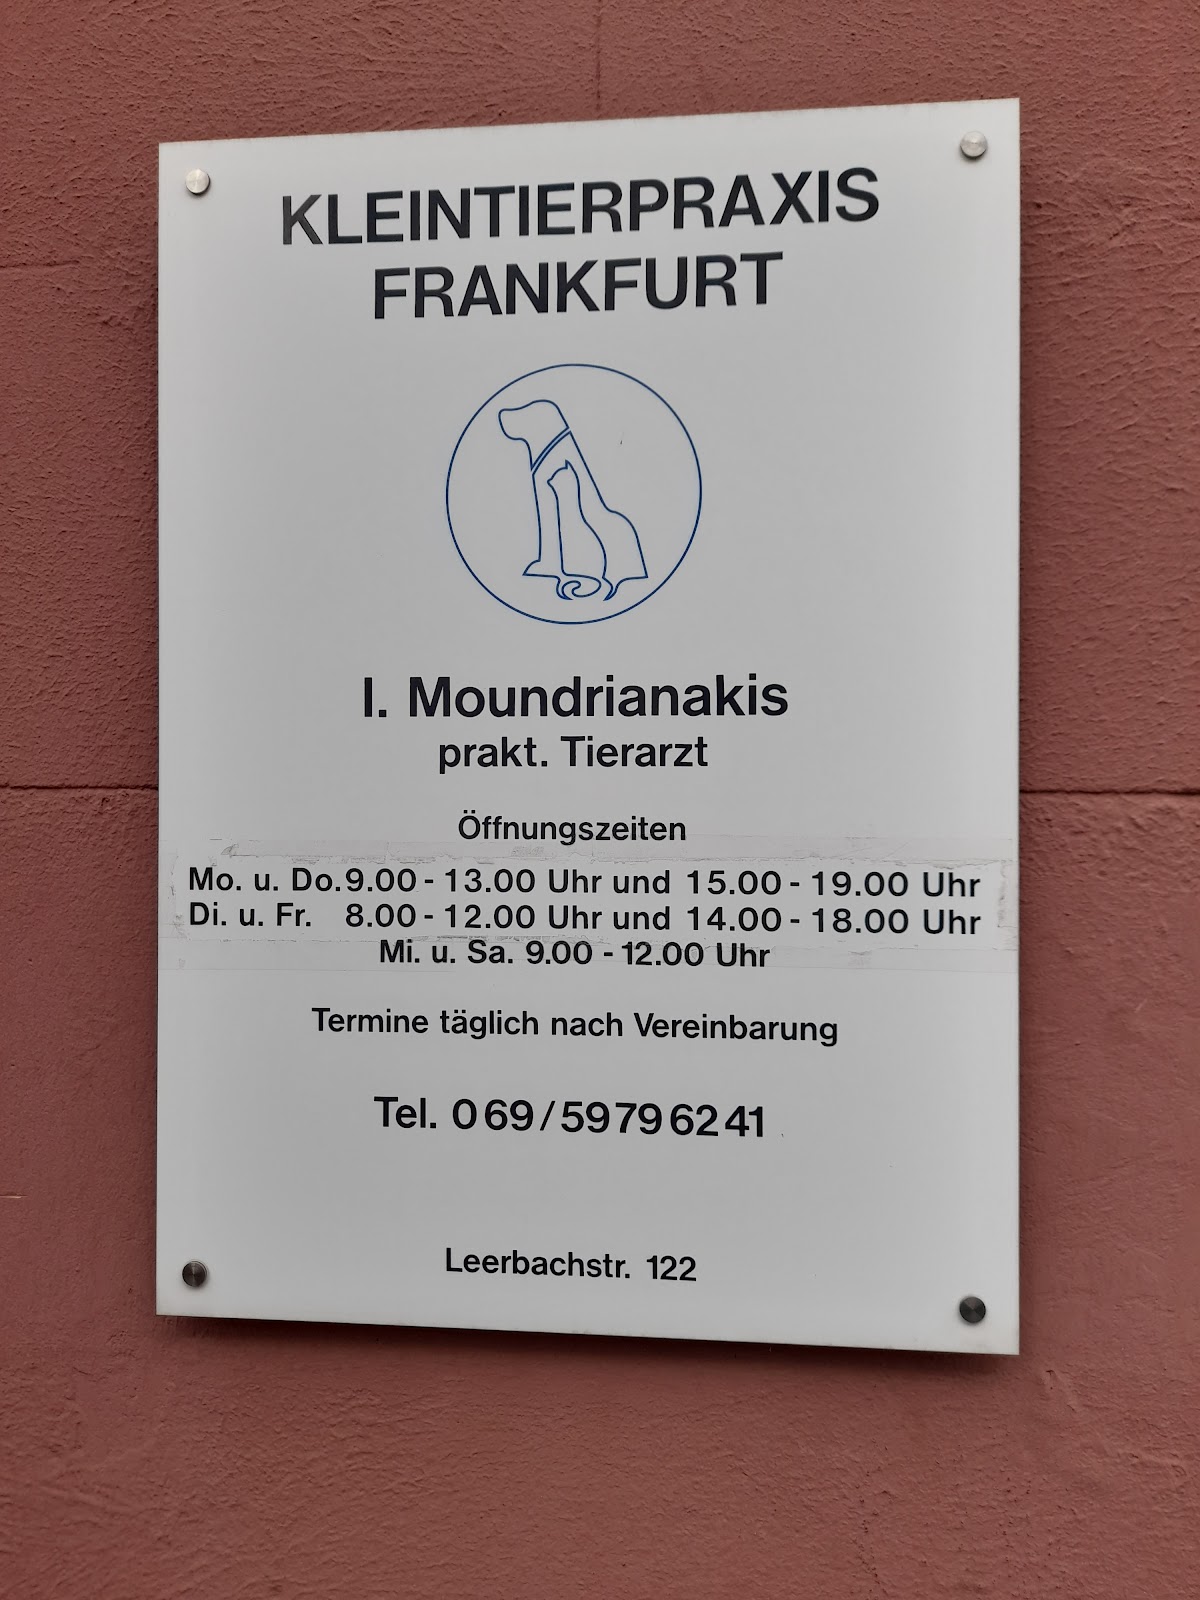 KLEINTIERPRAXIS
FRANKFURT
I. Moundrianakis
prakt. Tierarzt
Öffnungszeiten
Mo. u. Do. 9.00 - 13.00 Uhr und 15.00 - 19.00 Uhr
Di. u. Fr. 8.00 - 12.00 Uhr und 14.00 - 18.00 Uhr
Mi. u. Sa. 9.00 - 12.00 Uhr
Termine täglich nach Vereinbarung
Tel. 069/59796241
Leerbachstr. 122